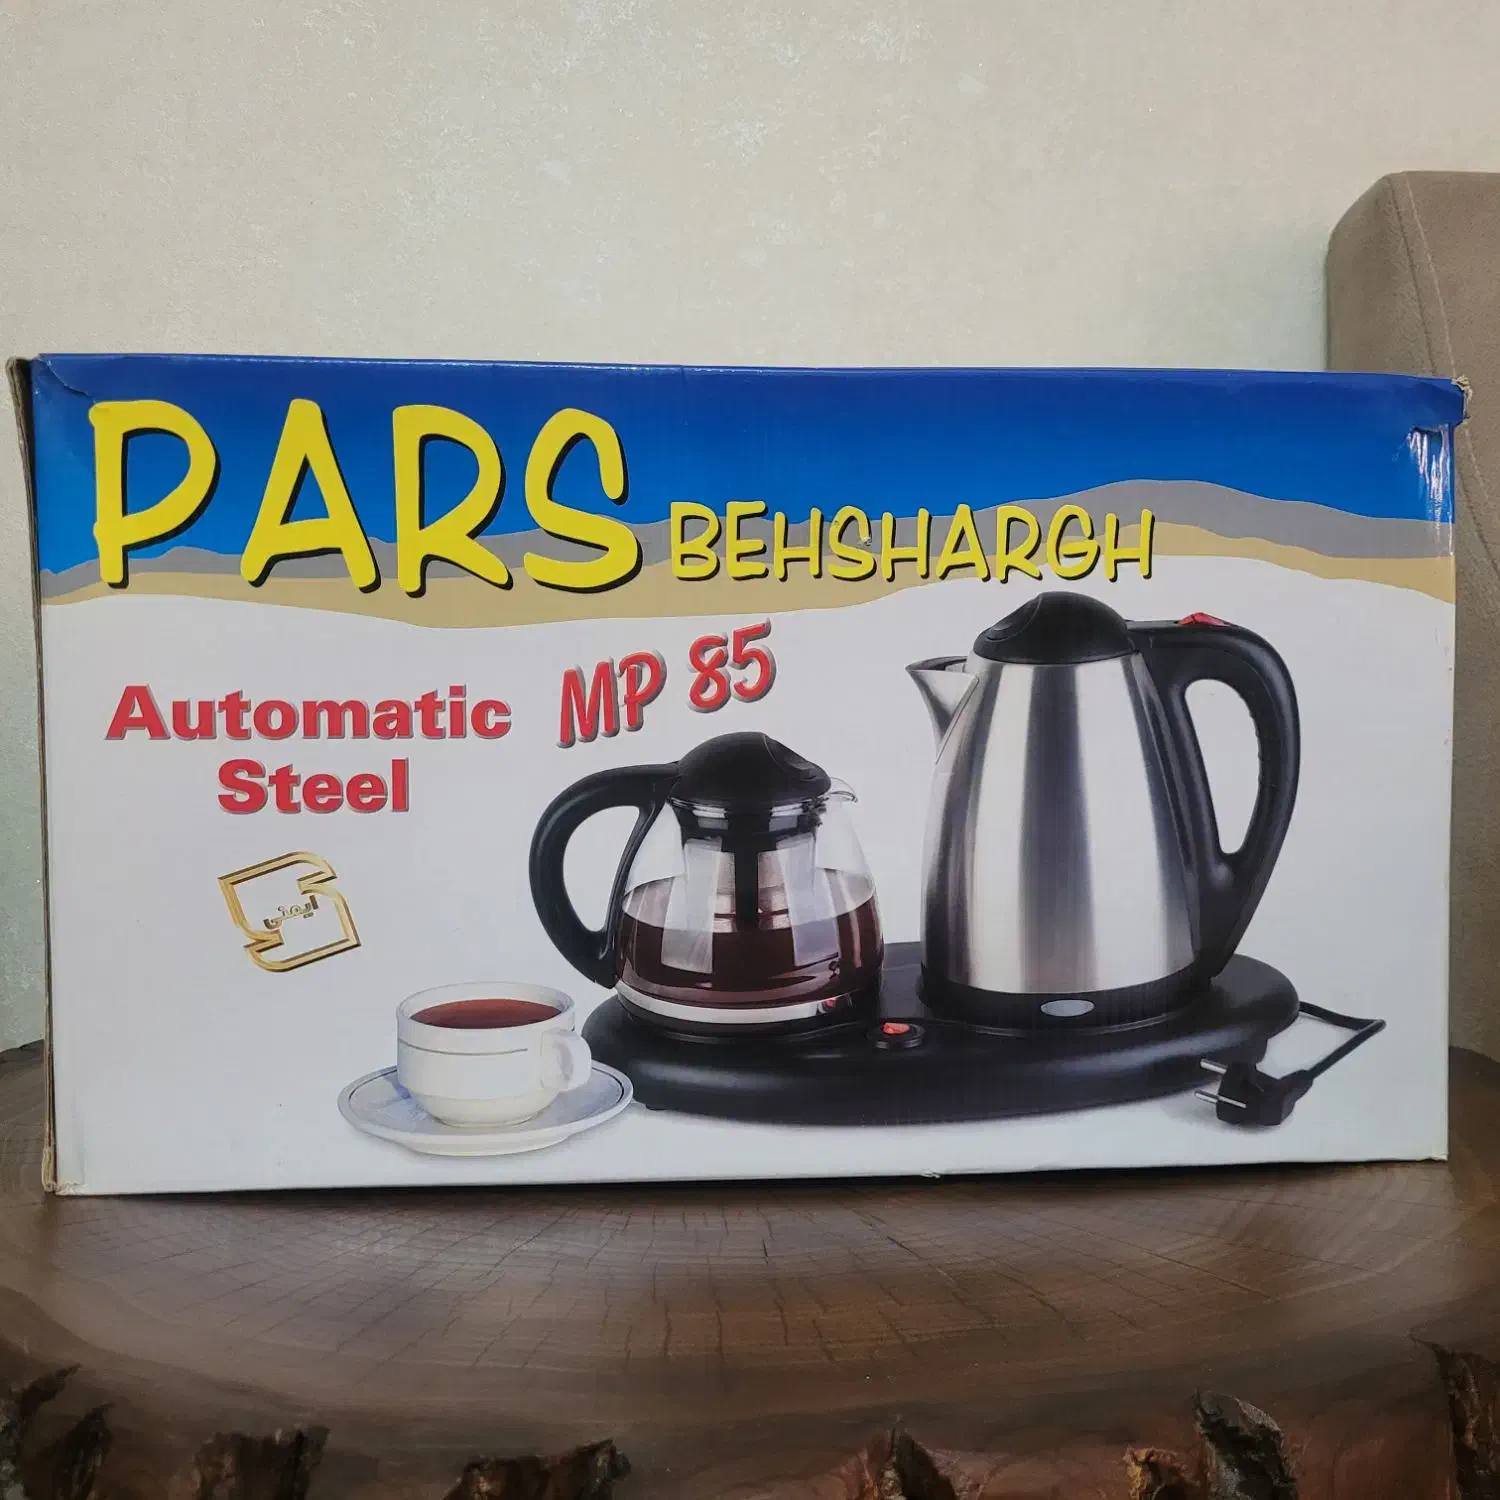 PARS BEHSHARGH
MP 85
Automatic
Steel
ایمنی